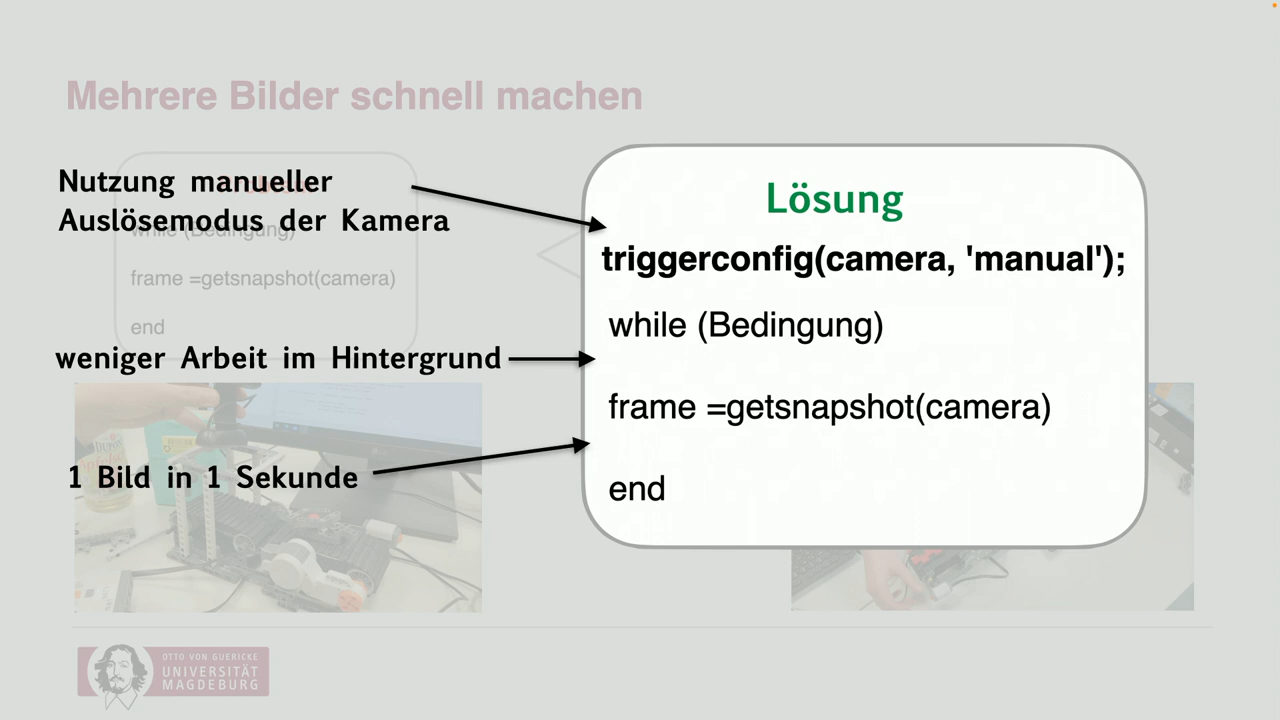 Mehrere Bilder schnell machen
Nutzung manueller
Auslösemodus der Kamera
while (Bedingung)
frame =getsnapshot(camera)
end
weniger Arbeit im Hintergrund
1 Bild in 1 Sekunde
Lösung
triggerconfig(camera, 'manual');
while (Bedingung)
frame =getsnapshot(camera)
end
OTTO VON GUERICKE
UNIVERSITÄT
MAGDEBURG